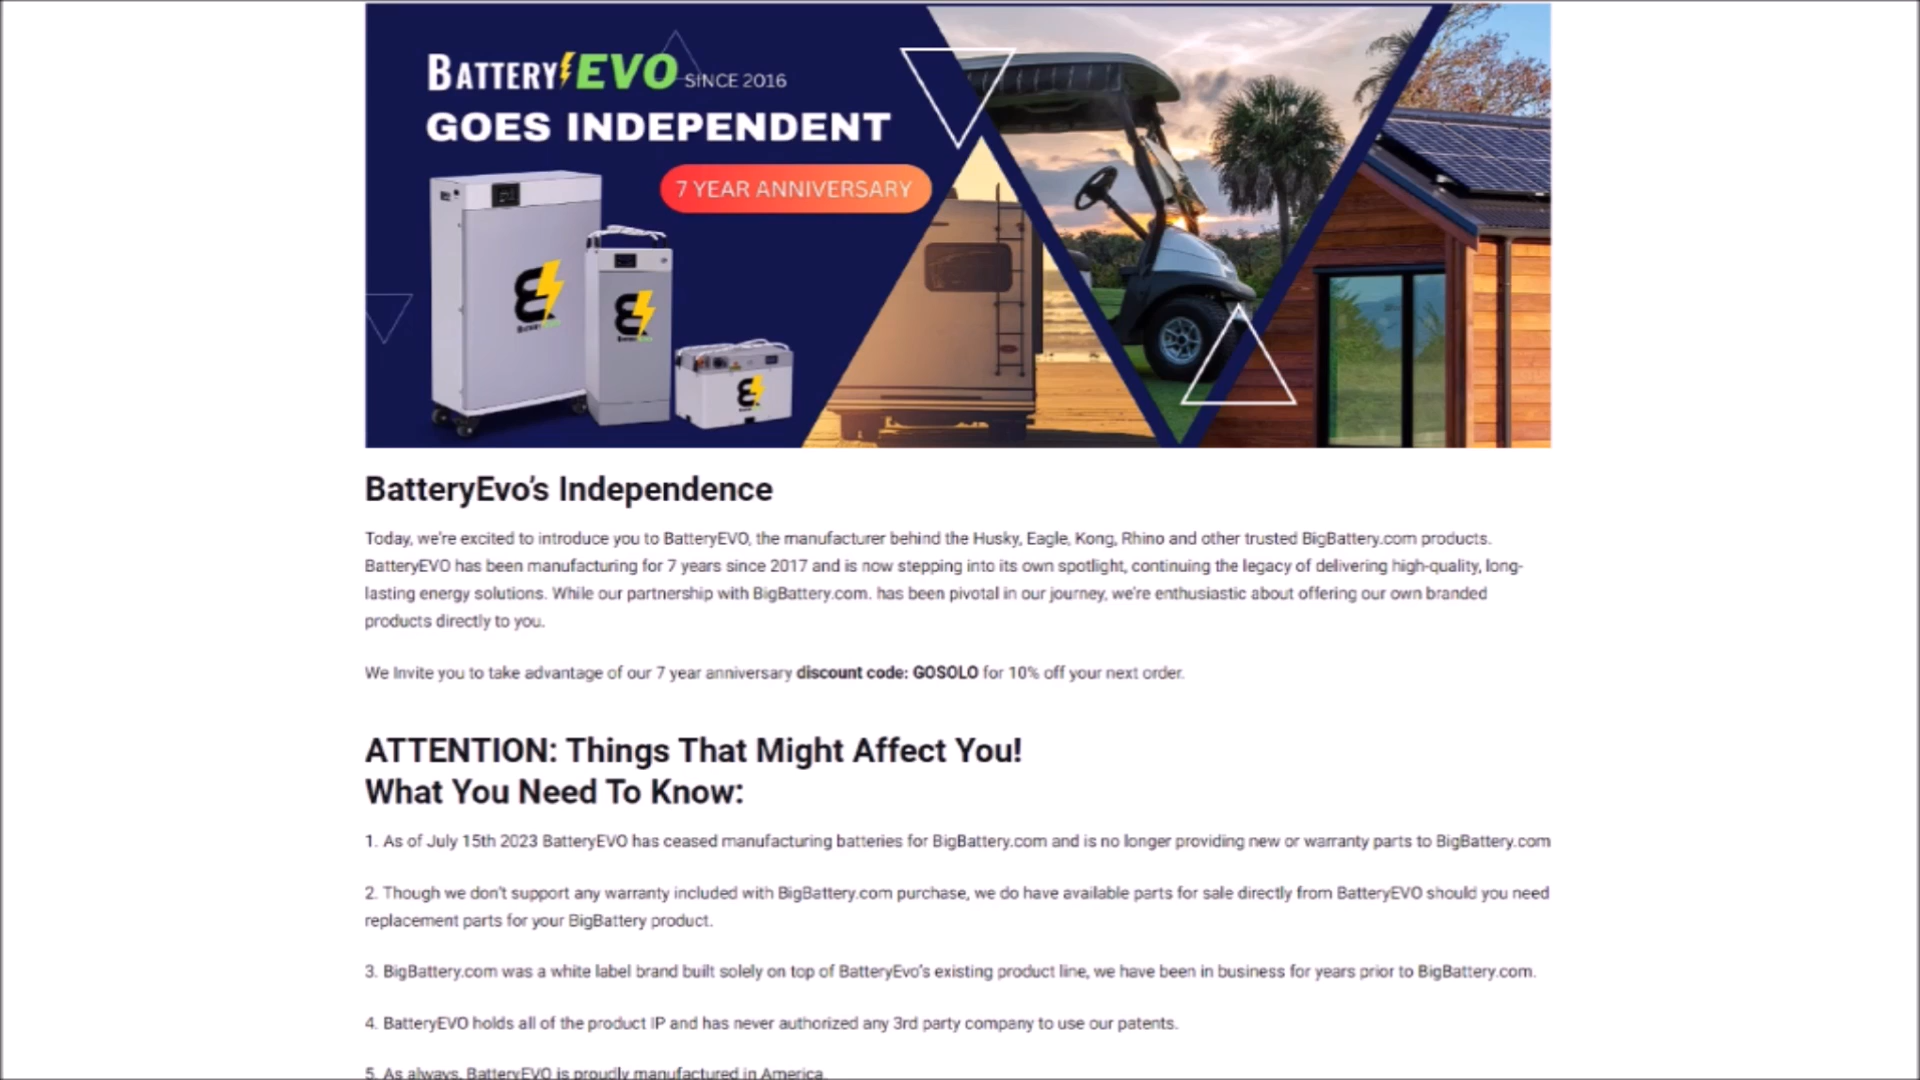 BATTERY EVO SINCE 2016
GOES INDEPENDENT
7 YEAR ANNIVERSARY
BatteryEvo’s Independence
Today, we're excited to introduce you to BatteryEVO, the manufacturer behind the Husky, Eagle, Kong, Rhino and other trusted BigBattery.com products.
BatteryEVO has been manufacturing for 7 years since 2017 and is now stepping into its own spotlight, continuing the legacy of delivering high-quality, long-
lasting energy solutions. While our partnership with BigBattery.com. has been pivotal in our journey, we're enthusiastic about offering our own branded
products directly to you.
We Invite you to take advantage of our 7 year anniversary discount code: GOSOLO for 10% off your next order.
ATTENTION: Things That Might Affect You!
What You Need To Know:
1. As of July 15th 2023 BatteryEVO has ceased manufacturing batteries for BigBattery.com and is no longer providing new or warranty parts to BigBattery.com
2. Though we don't support any warranty included with BigBattery.com purchase, we do have available parts for sale directly from BatteryEVO should you need
replacement parts for your BigBattery product.
3. BigBattery.com was a white label brand built solely on top of BatteryEvo's existing product line, we have been in business for years prior to BigBattery.com.
4. BatteryEVO holds all of the product IP and has never authorized any 3rd party company to use our patents.
5. As always, BatteryEVO is proudly manufactured in America.